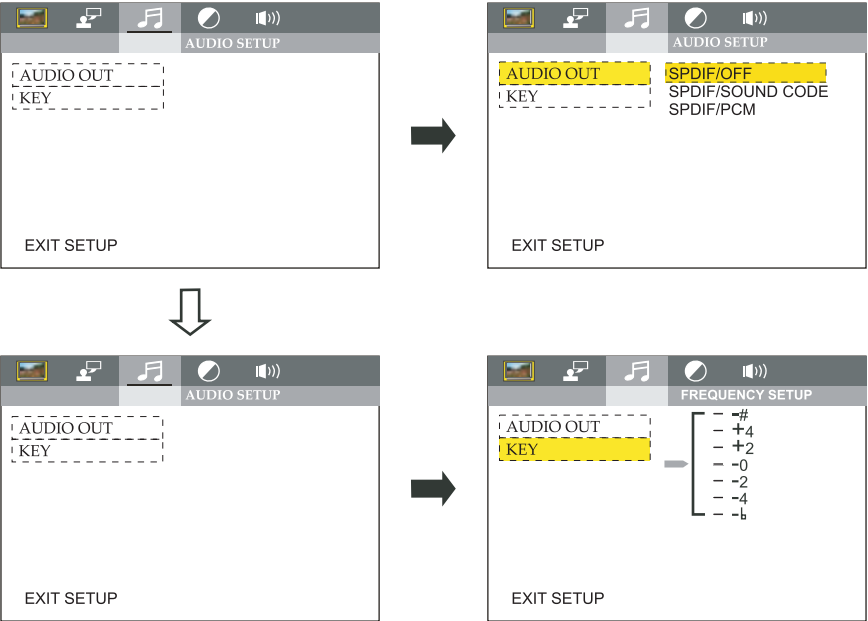 AUDIO SETUP
AUDIO OUT
KEY
EXIT SETUP
AUDIO SETUP
AUDIO OUT
KEY
SPDIF/OFF
SPDIF/SOUND CODE
SPDIF/PCM
EXIT SETUP
AUDIO SETUP
AUDIO OUT
KEY
EXIT SETUP
FREQUENCY SETUP
AUDIO OUT
KEY
– -#
– +4
– +2
– -0
– -2
– -4
– -♭
EXIT SETUP